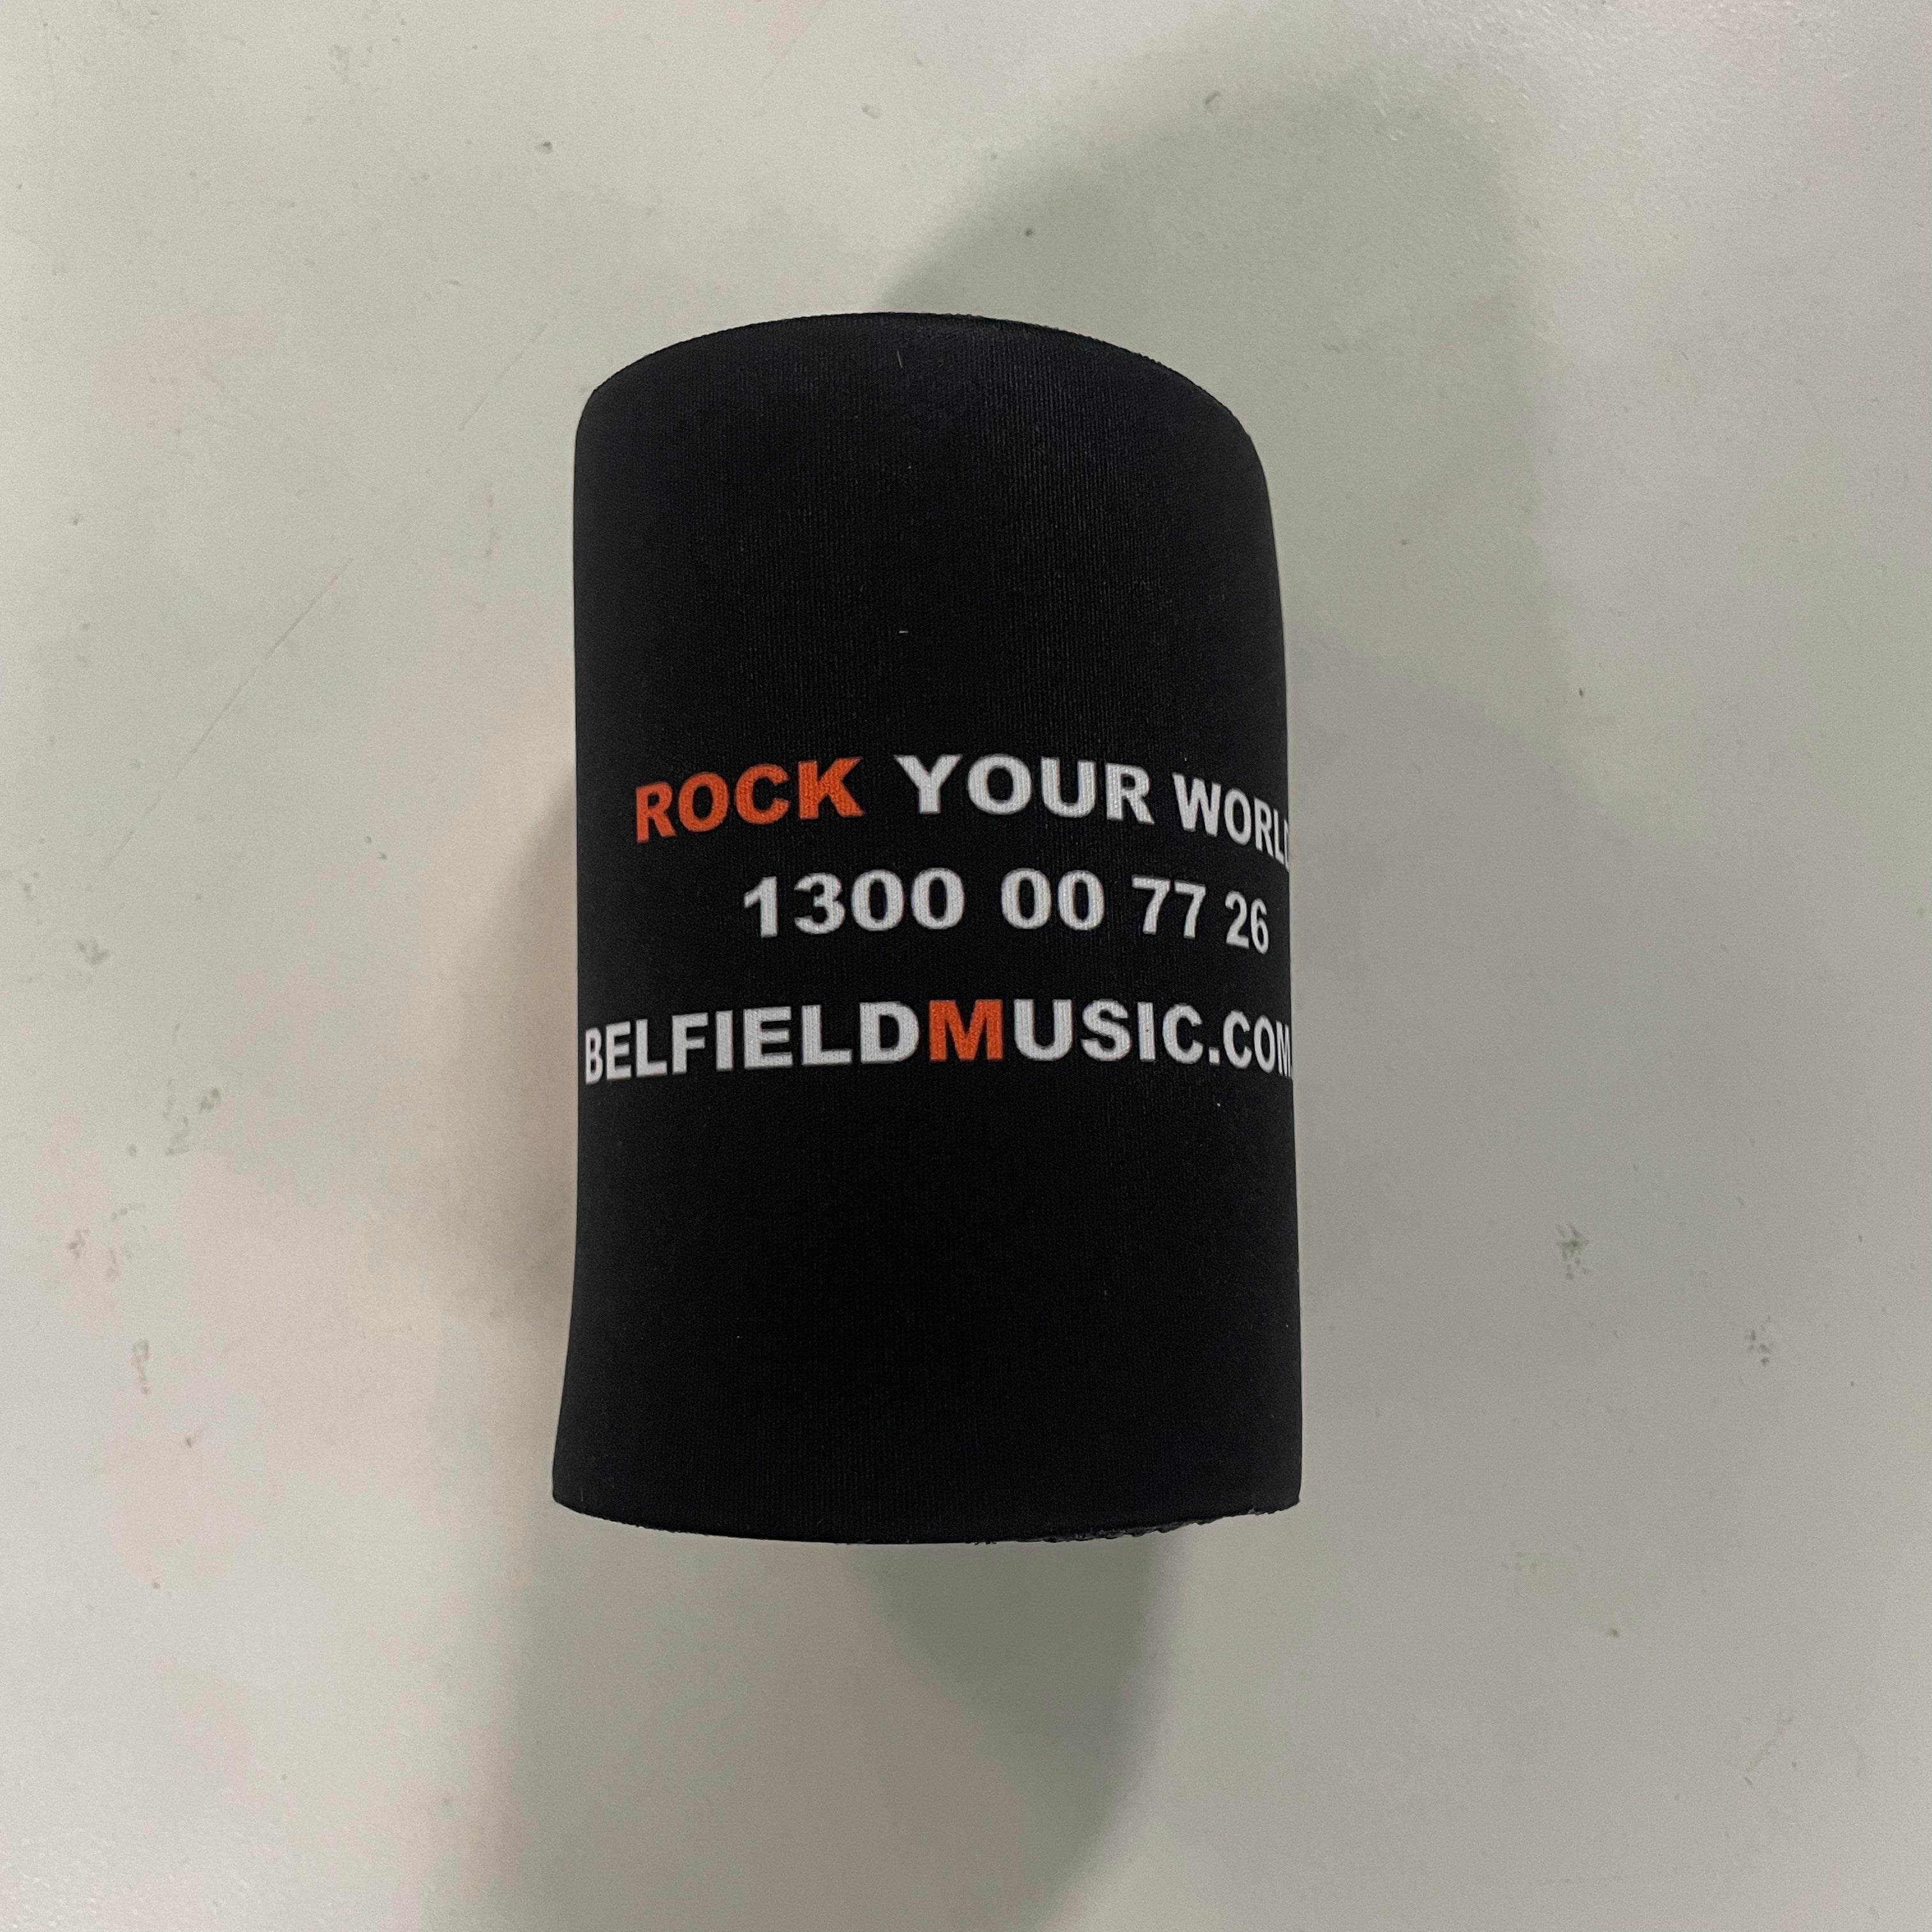 ROCK YOUR WORLD
1300 00 77 26
BELFIELDMUSIC.COM